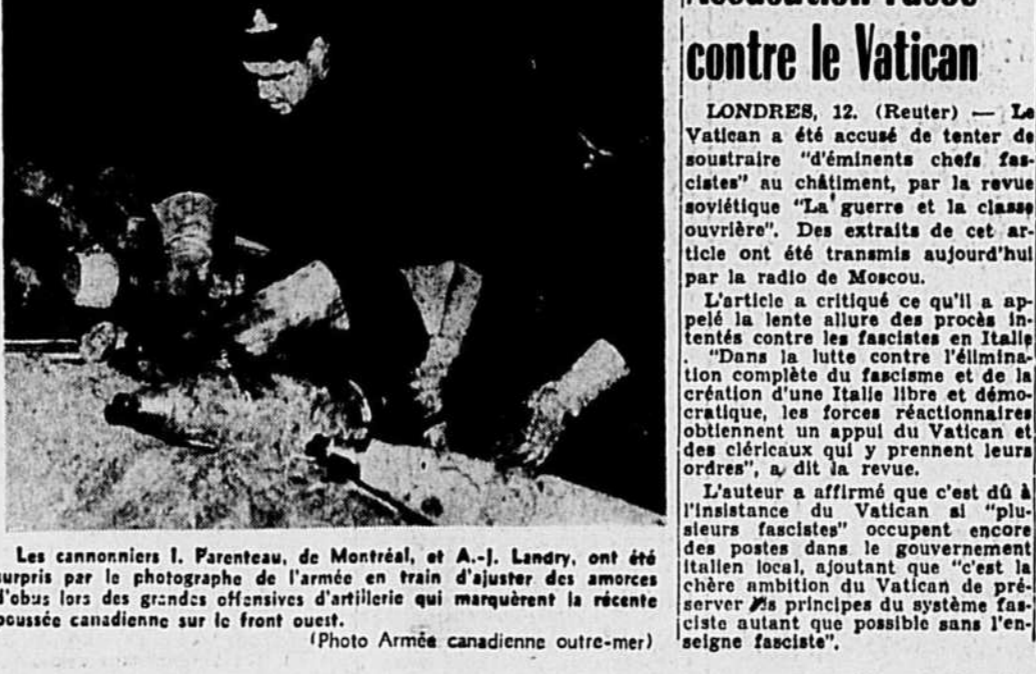 Les cannonniers I. Parenteau, de Montréal, et A.-J. Landry, ont été
surpris par le photographe de l'armée en train d'ajuster des amorces
d'obus lors des grandes offensives d'artillerie qui marquèrent la récente
poussée canadienne sur le front ouest.
(Photo Armée canadienne outre-mer)
contre le Vatican
LONDRES, 12. (Reuter) — Le
Vatican a été accusé de tenter de
soustraire "d'éminents chefs fas-
cistes" au châtiment, par la revue
soviétique "La guerre et la classe
ouvrière". Des extraits de cet ar-
ticle ont été transmis aujourd'hui
par la radio de Moscou.
L'article a critiqué ce qu'il a ap-
pelé la lente allure des procès in-
tentés contre les fascistes en Italie
. "Dans la lutte contre l'élimina-
tion complète du fascisme et de la
création d'une Italie libre et démo-
cratique, les forces réactionnaires
obtiennent un appui du Vatican et
des cléricaux qui y prennent leurs
ordres", a dit la revue.
L'auteur a affirmé que c'est dû à
l'insistance du Vatican si "plu-
sieurs fascistes" occupent encore
des postes dans le gouvernement
italien local, ajoutant que "c'est la
chère ambition du Vatican de pré-
server principes du système fas-
ciste autant que possible sans l'en-
seigne fasciste".